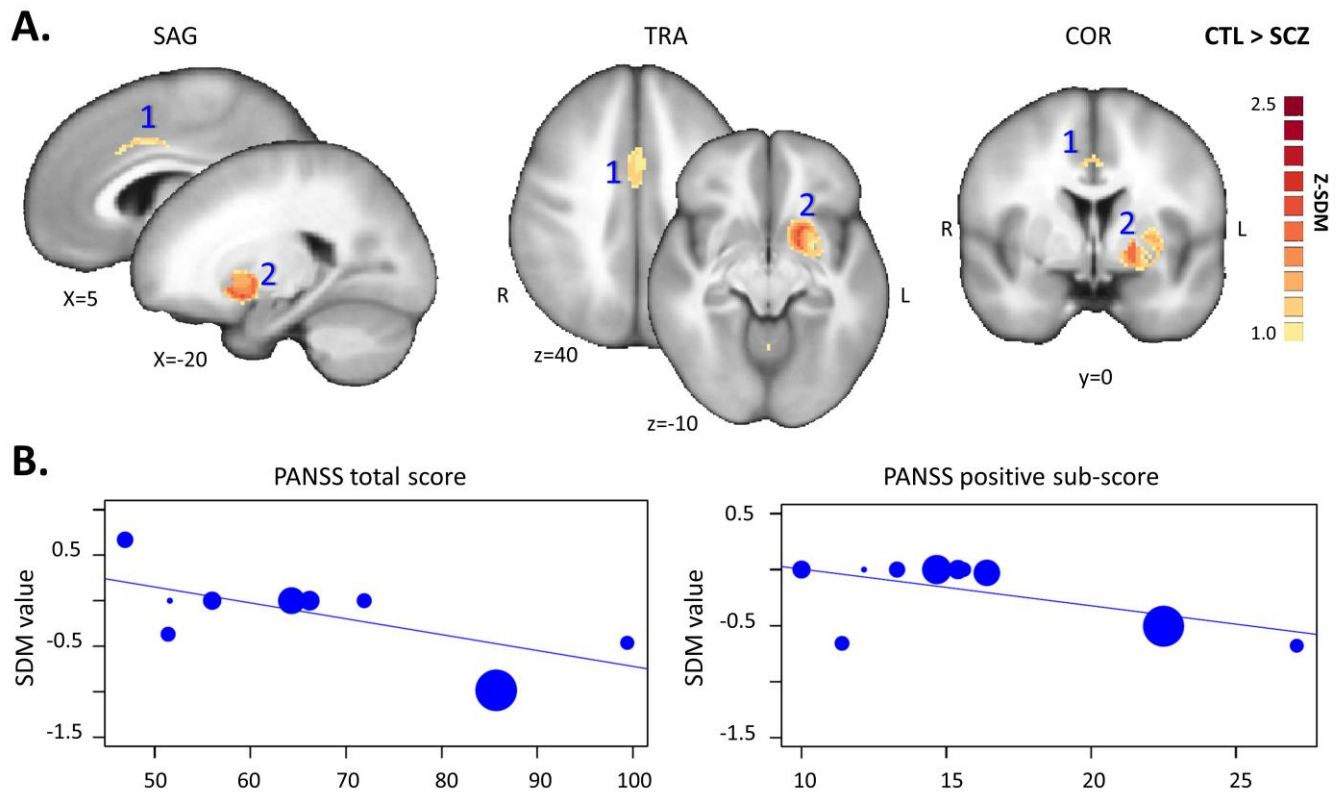 A.
SAG
TRA
COR
CTL > SCZ
1
2
X=5
X=-20
1
2
R
L
z=40
z=-10
1
2
R
L
y=0
2.5
1.0
Z-SDM
B.
PANSS total score
SDM value
0.5
-0.5
-1.5
50 60 70 80 90 100
PANSS positive sub-score
SDM value
0.5
-0.5
-1.5
10 15 20 25